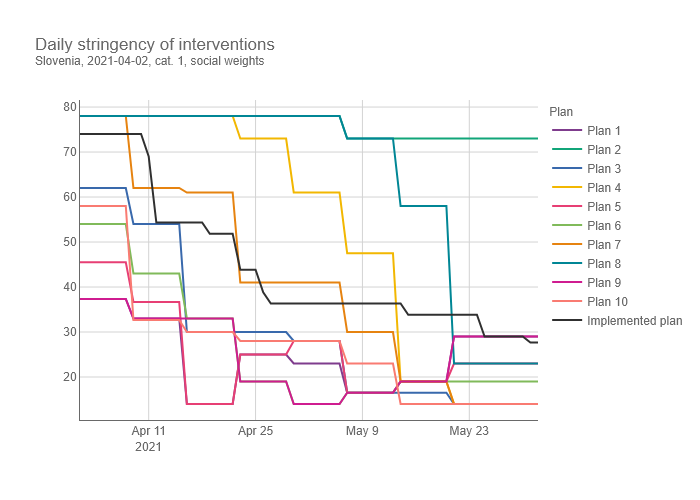 Daily stringency of interventions
Slovenia, 2021-04-02, cat. 1, social weights
80
70
60
50
40
30
20
Apr 11
2021
Apr 25
May 9
May 23
Plan
Plan 1
Plan 2
Plan 3
Plan 4
Plan 5
Plan 6
Plan 7
Plan 8
Plan 9
Plan 10
Implemented plan